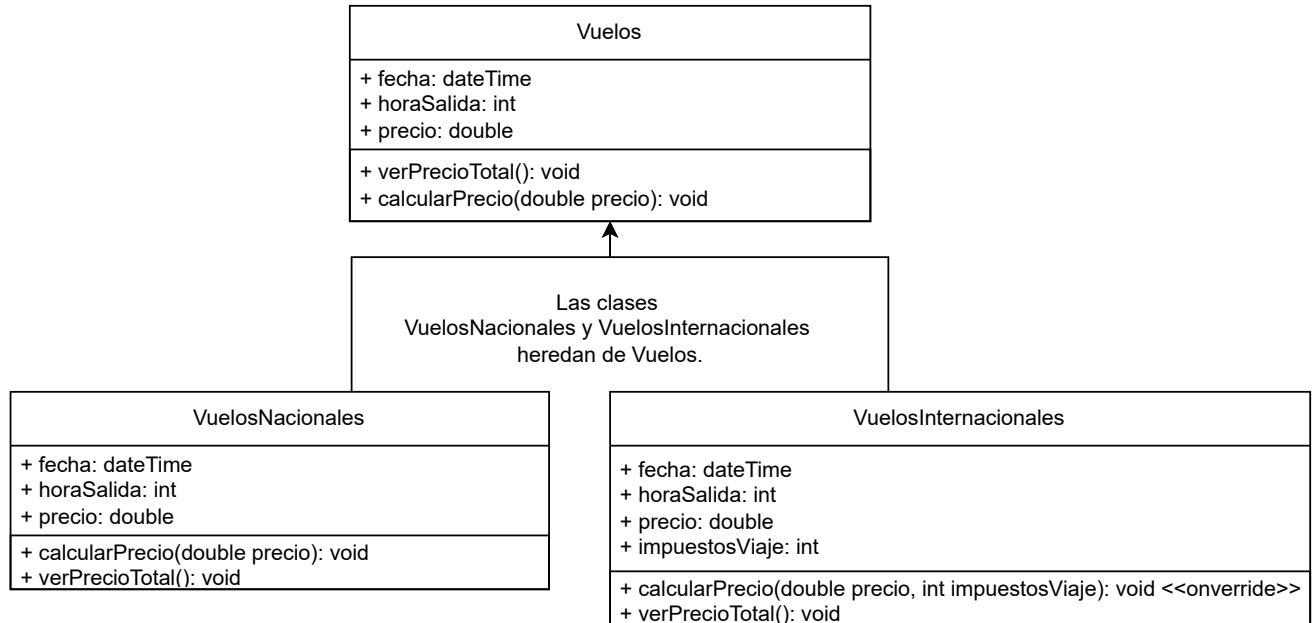 Vuelos
+ fecha: dateTime
+ horaSalida: int
+ precio: double
+ verPrecioTotal(): void
+ calcularPrecio(double precio): void
Las clases
VuelosNacionales y VuelosInternacionales
heredan de Vuelos.
VuelosNacionales
+ fecha: dateTime
+ horaSalida: int
+ precio: double
+ calcularPrecio(double precio): void
+ verPrecioTotal(): void
VuelosInternacionales
+ fecha: dateTime
+ horaSalida: int
+ precio: double
+ impuestosViaje: int
+ calcularPrecio(double precio, int impuestosViaje): void <<onverride>>
+ verPrecioTotal(): void